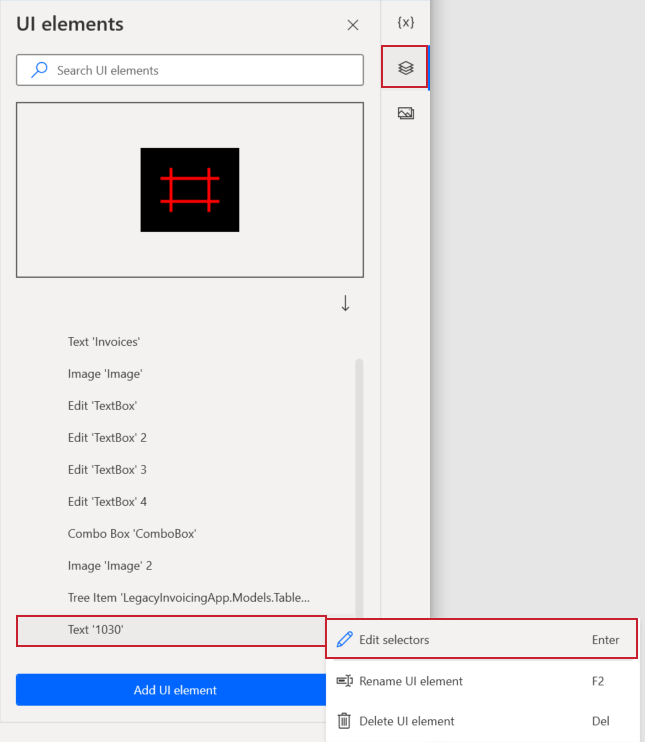 UI elements
{x}
Search UI elements
Text 'Invoices'
Image 'Image'
Edit 'TextBox'
Edit 'TextBox' 2
Edit 'TextBox' 3
Edit 'TextBox' 4
Combo Box 'ComboBox'
Image 'Image' 2
Tree Item 'LegacyInvoicingApp.Models.Table...
Text '1030'
Edit selectors Enter
Rename UI element F2
Delete UI element Del
Add UI element